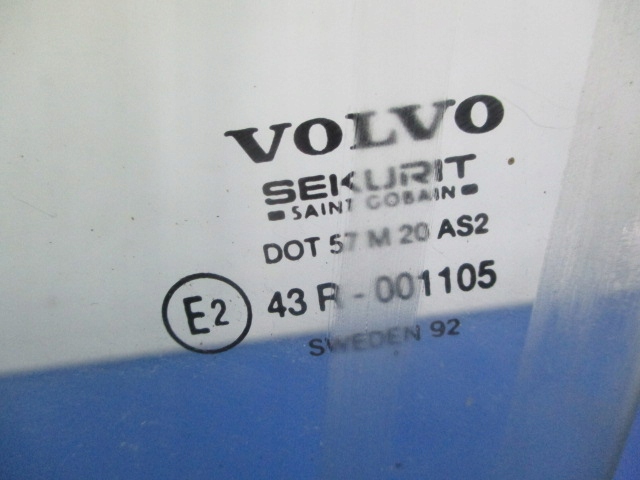 VOLVO
SEKURIT
SAINT GOBAIN
DOT 57 M 20 AS2
E2 43 R - 001105
SWEDEN 92